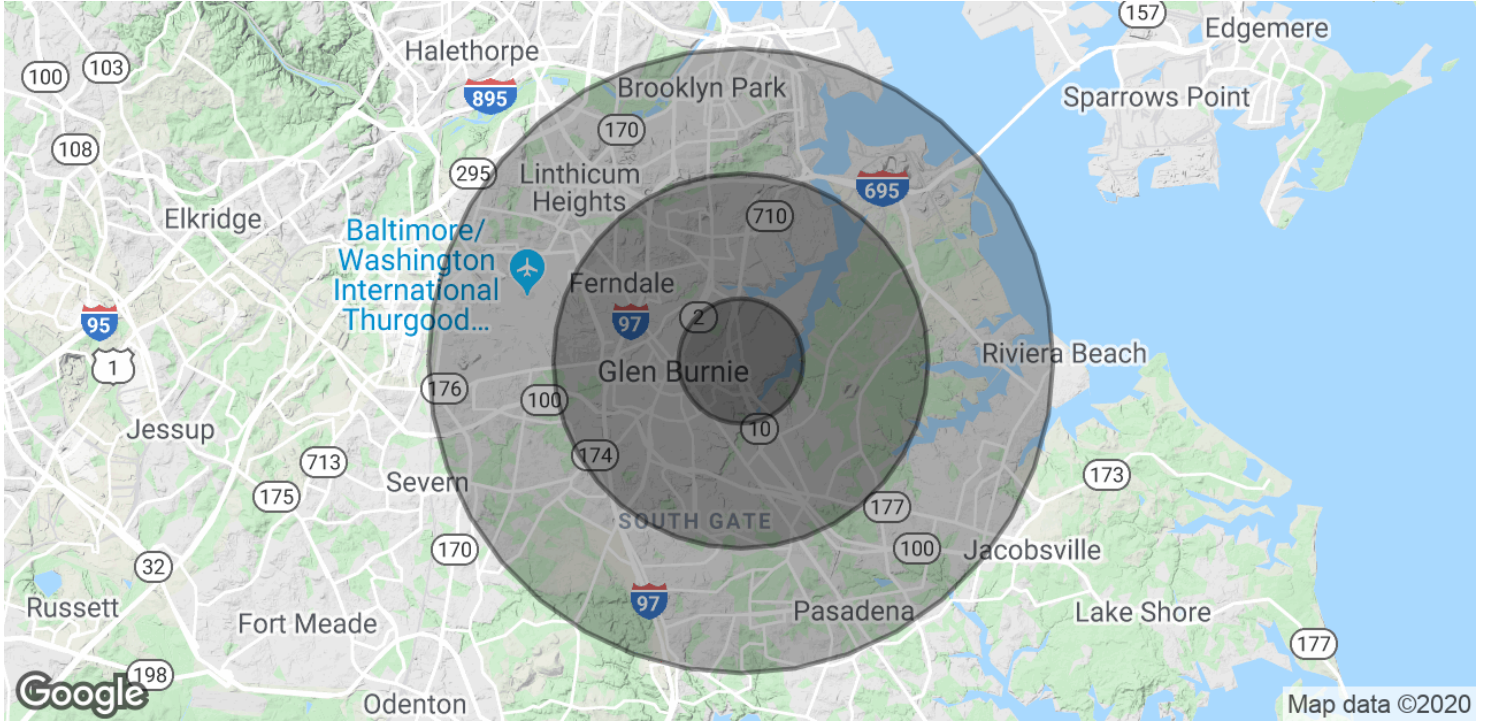 157
Edgemere
Halethorpe
103
100
895
Brooklyn Park
Sparrows Point
170
108
295
Linthicum
Heights
695
710
Elkridge
Baltimore/
Washington
International
Thurgood...
Ferndale
2
97
95
1
Glen Burnie
Riviera Beach
176
100
10
Jessup
174
713
173
Severn
175
177
SOUTH GATE
170
100
Jacobsville
32
97
Russett
Fort Meade
Pasadena
Lake Shore
177
198
Google
Odenton
Map data ©2020